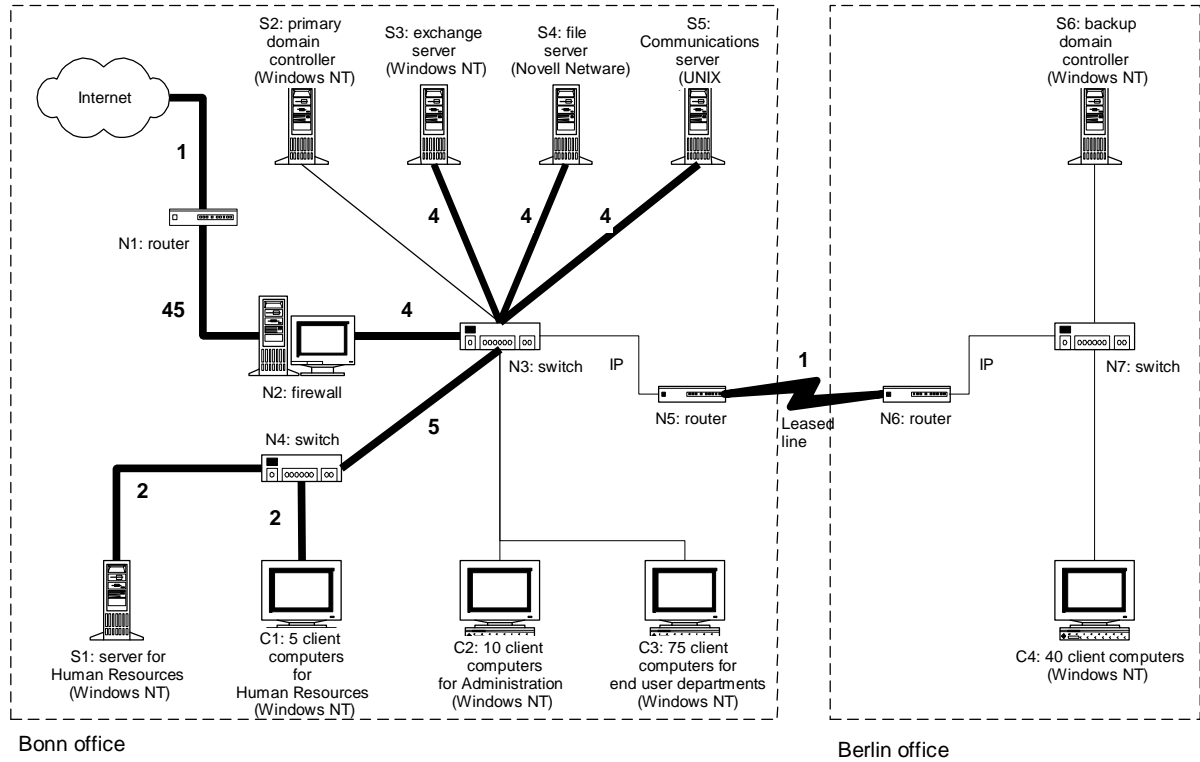 S2: primary
domain
controller
(Windows NT)
S3: exchange
server
(Windows NT)
S4: file
server
(Novell Netware)
S5:
Communications
server
(UNIX
S6: backup
domain
controller
(Windows NT)
Internet
1
4
4
4
N1: router
45
4
N2: firewall
N3: switch
IP
N5: router
1
Leased
line
IP
N6: router
N7: switch
5
N4: switch
2
2
S1: server for
Human Resources
(Windows NT)
C1: 5 client
computers
for
Human Resources
(Windows NT)
C2: 10 client
computers
for Administration
(Windows NT)
C3: 75 client
computers for
end user departments
(Windows NT)
C4: 40 client computers
(Windows NT)
Bonn office
Berlin office